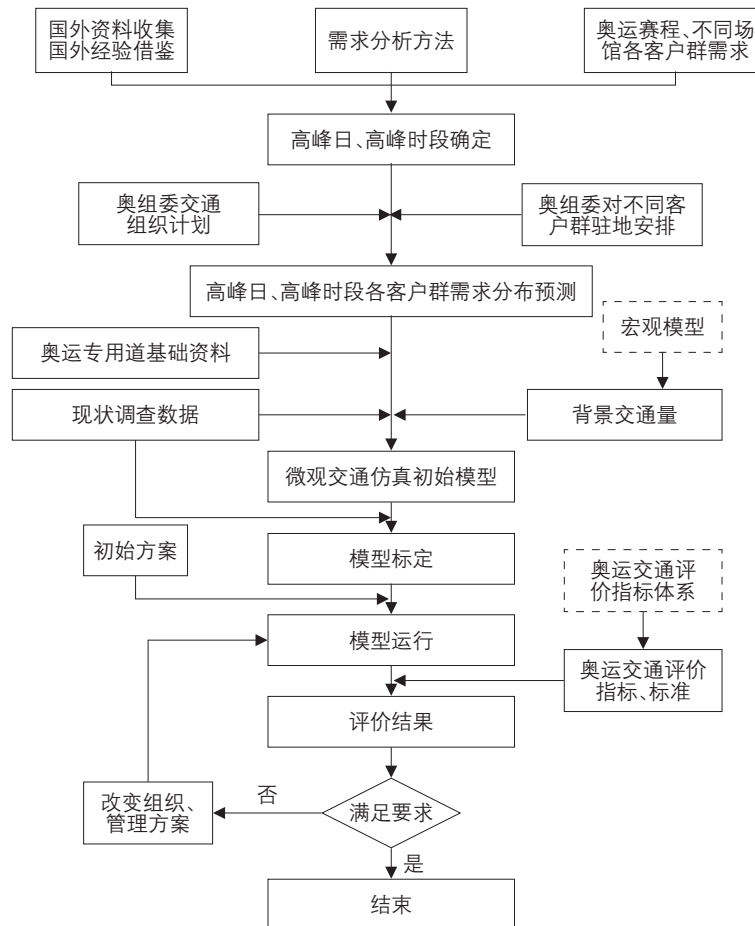 国外资料收集
国外经验借鉴
需求分析方法
奥运赛程、不同场
馆各客户群需求
高峰日、高峰时段确定
奥组委交通
组织计划
奥组委对不同客
户群驻地安排
高峰日、高峰时段各客户群需求分布预测
宏观模型
奥运专用道基础资料
现状调查数据
背景交通量
微观交通仿真初始模型
初始方案
模型标定
奥运交通评
价指标体系
模型运行
奥运交通评价
指标、标准
评价结果
改变组织、
管理方案
否
满足要求
是
结束